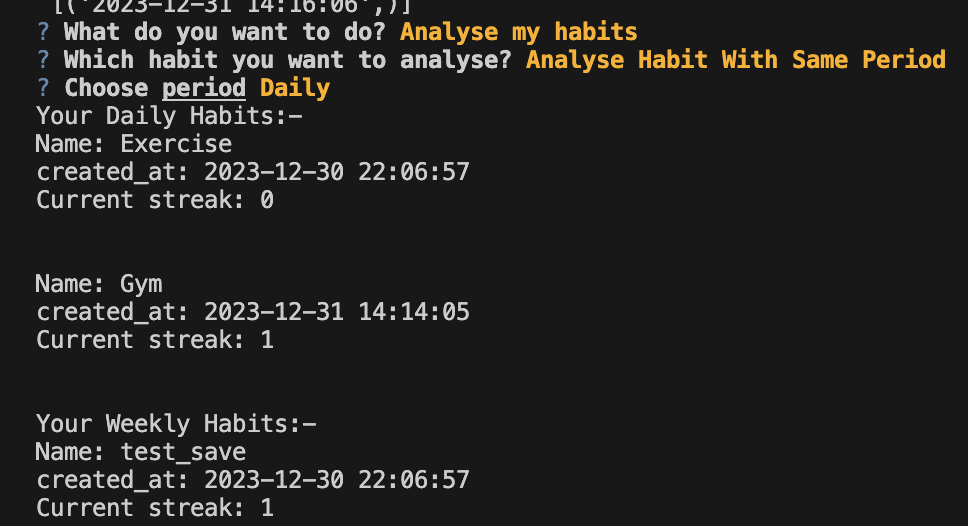 [('2023-12-31 14:16:06',)]
? What do you want to do? Analyse my habits
? Which habit you want to analyse? Analyse Habit With Same Period
? Choose period Daily
Your Daily Habits:-
Name: Exercise
created_at: 2023-12-30 22:06:57
Current streak: 0
Name: Gym
created_at: 2023-12-31 14:14:05
Current streak: 1
Your Weekly Habits:-
Name: test_save
created_at: 2023-12-30 22:06:57
Current streak: 1